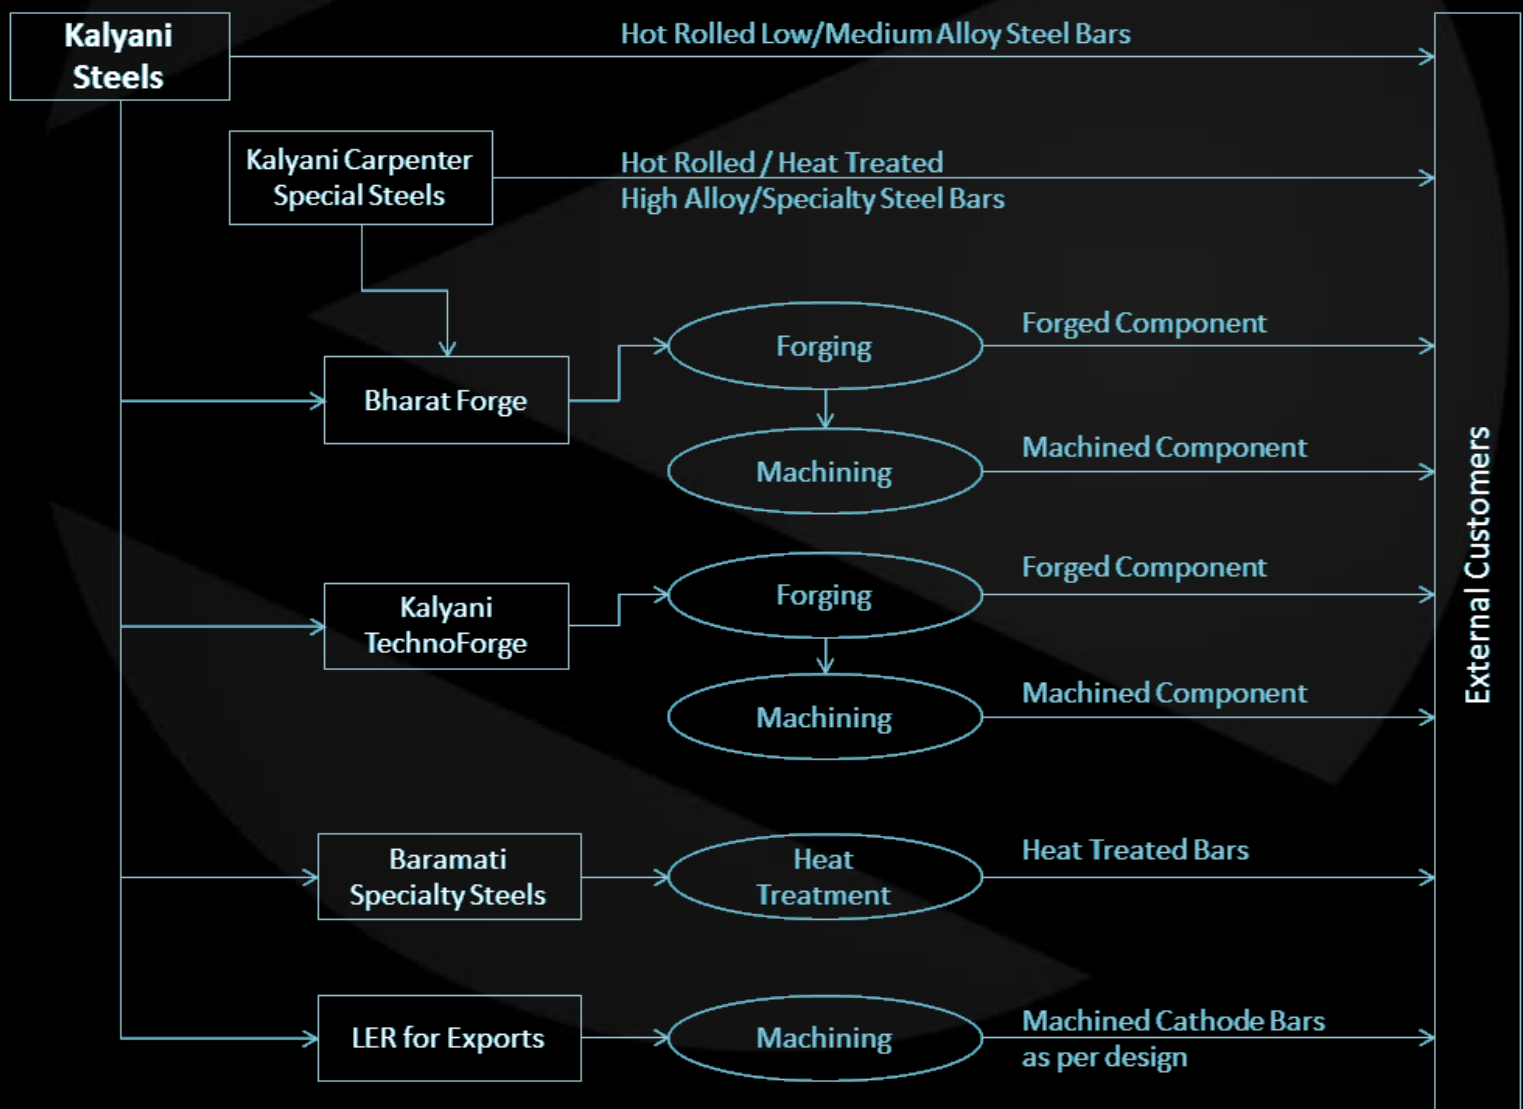 Kalyani
Steels
Hot Rolled Low/Medium Alloy Steel Bars
Kalyani Carpenter
Special Steels
Hot Rolled / Heat Treated
High Alloy/Specialty Steel Bars
Bharat Forge
Forging
Forged Component
Machining
Machined Component
Kalyani
TechnoForge
Forging
Forged Component
Machining
Machined Component
Baramati
Specialty Steels
Heat
Treatment
Heat Treated Bars
LER for Exports
Machining
Machined Cathode Bars
as per design
External Customers